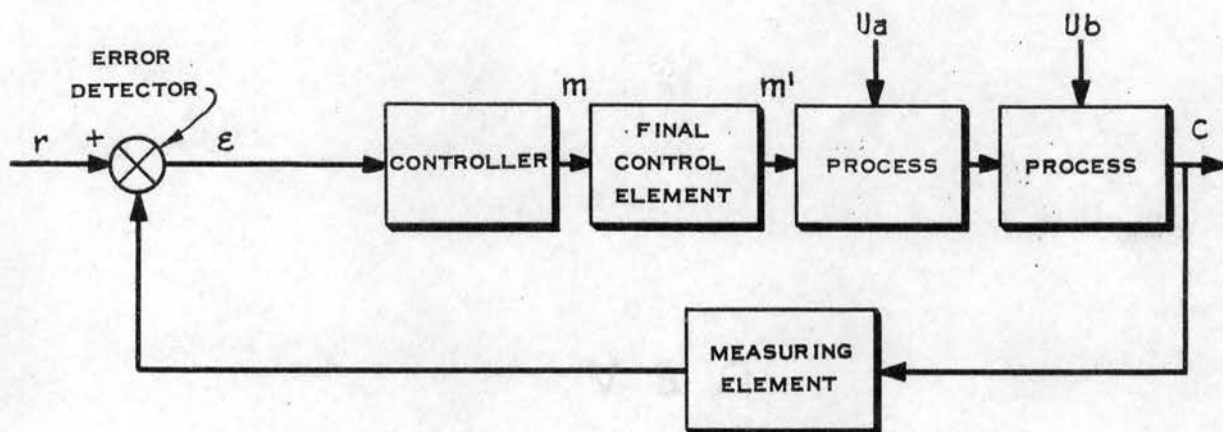 Ua
Ub
ERROR
DETECTOR
r
+
ε
m
m'
C
CONTROLLER
FINAL
CONTROL
ELEMENT
PROCESS
PROCESS
MEASURING
ELEMENT